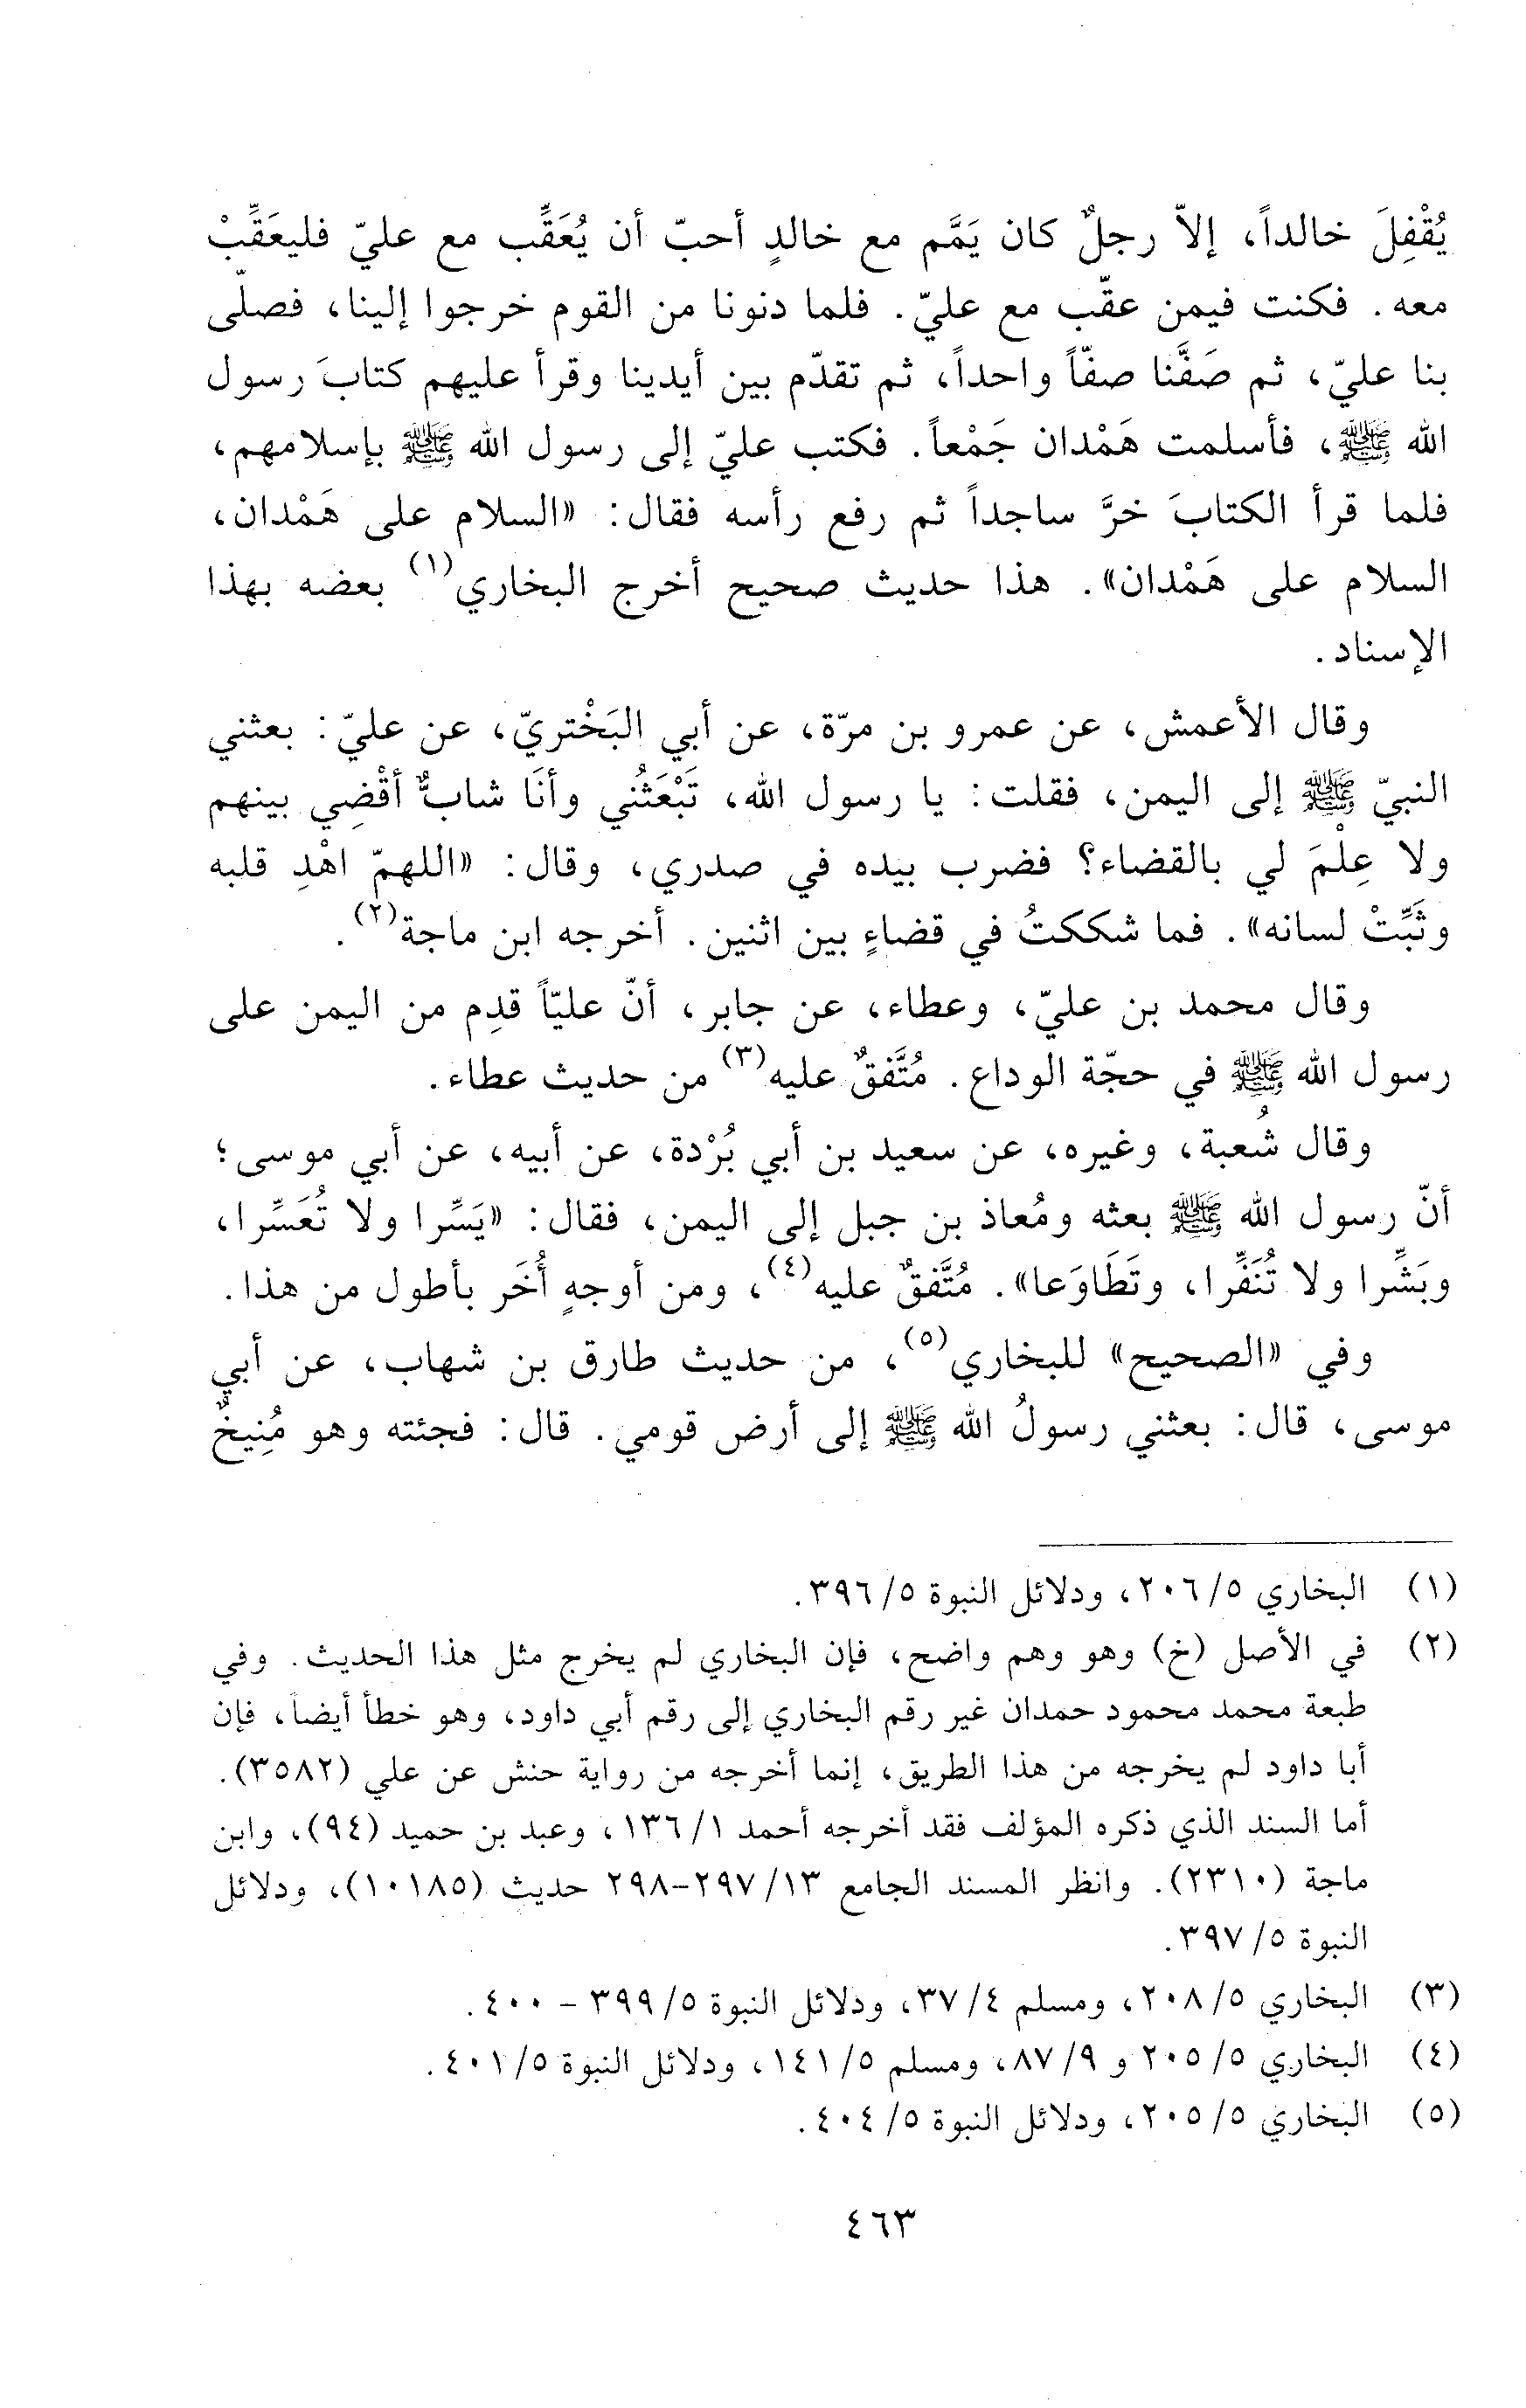 يُقْفِلَ خالداً، إلاّ رجلٌ كان يَمَّم مع خالدٍ أحبّ أن يُعَقِّب مع عليّ فليعَقِّبْ
معه. فكنت فيمن عقّب مع عليّ. فلما دنونا من القوم خرجوا إلينا، فصلّى
بنا عليّ، ثم صَفَّنا صفّاً واحداً، ثم تقدّم بين أيدينا وقرأ عليهم كتابَ رسول
الله ﷺ، فأسلمت هَمْدان جَمْعاً. فكتب عليّ إلى رسول الله ﷺ بإسلامهم،
فلما قرأ الكتابَ خرَّ ساجداً ثم رفع رأسه فقال: «السلام على هَمْدان،
السلام على هَمْدان». هذا حديث صحيح أخرج البخاري(١) بعضه بهذا
الإسناد.
وقال الأعمش، عن عمرو بن مرّة، عن أبي البَخْتريّ، عن عليّ: بعثني
النبيّ ﷺ إلى اليمن، فقلت: يا رسول الله، تَبْعَثُني وأنَا شابٌّ أقْضِي بينهم
ولا عِلْمَ لي بالقضاء؟ فضرب بيده في صدري، وقال: «اللهمّ اهْدِ قلبه
وثَبِّتْ لسانه». فما شككتُ في قضاءٍ بين اثنين. أخرجه ابن ماجة(٢).
وقال محمد بن عليّ، وعطاء، عن جابر، أنّ عليّاً قدِم من اليمن على
رسول الله ﷺ في حجّة الوداع. مُتَّفقٌ عليه(٣) من حديث عطاء.
وقال شُعبة، وغيره، عن سعيد بن أبي بُرْدة، عن أبيه، عن أبي موسى؛
أنّ رسول الله ﷺ بعثه ومُعاذ بن جبل إلى اليمن، فقال: «يَسِّرا ولا تُعَسِّرا،
وبَشِّرا ولا تُنَفِّرا، وتَطَاوَعا». مُتَّفقٌ عليه(٤)، ومن أوجهٍ أُخَر بأطول من هذا.
وفي «الصحيح» للبخاري(٥)، من حديث طارق بن شهاب، عن أبي
موسى، قال: بعثني رسولُ الله ﷺ إلى أرض قومي. قال: فجئته وهو مُنِيخٌ
(١) البخاري ٥/ ٢٠٦، ودلائل النبوة ٥/ ٣٩٦.
(٢) في الأصل (خ) وهو وهم واضح، فإن البخاري لم يخرج مثل هذا الحديث. وفي
طبعة محمد محمود حمدان غير رقم البخاري إلى رقم أبي داود، وهو خطأ أيضاً، فإن
أبا داود لم يخرجه من هذا الطريق، إنما أخرجه من رواية حنش عن علي (٣٥٨٢).
أما السند الذي ذكره المؤلف فقد أخرجه أحمد ١/ ١٣٦، وعبد بن حميد (٩٤)، وابن
ماجة (٢٣١٠). وانظر المسند الجامع ١٣/ ٢٩٧-٢٩٨ حديث (١٠١٨٥)، ودلائل
النبوة ٥/ ٣٩٧.
(٣) البخاري ٥/ ٢٠٨، ومسلم ٤/ ٣٧، ودلائل النبوة ٥/ ٣٩٩ - ٤٠٠.
(٤) البخاري ٥/ ٢٠٥ و ٩/ ٨٧، ومسلم ٥/ ١٤١، ودلائل النبوة ٥/ ٤٠١.
(٥) البخاري ٥/ ٢٠٥، ودلائل النبوة ٥/ ٤٠٤.
٤٦٣